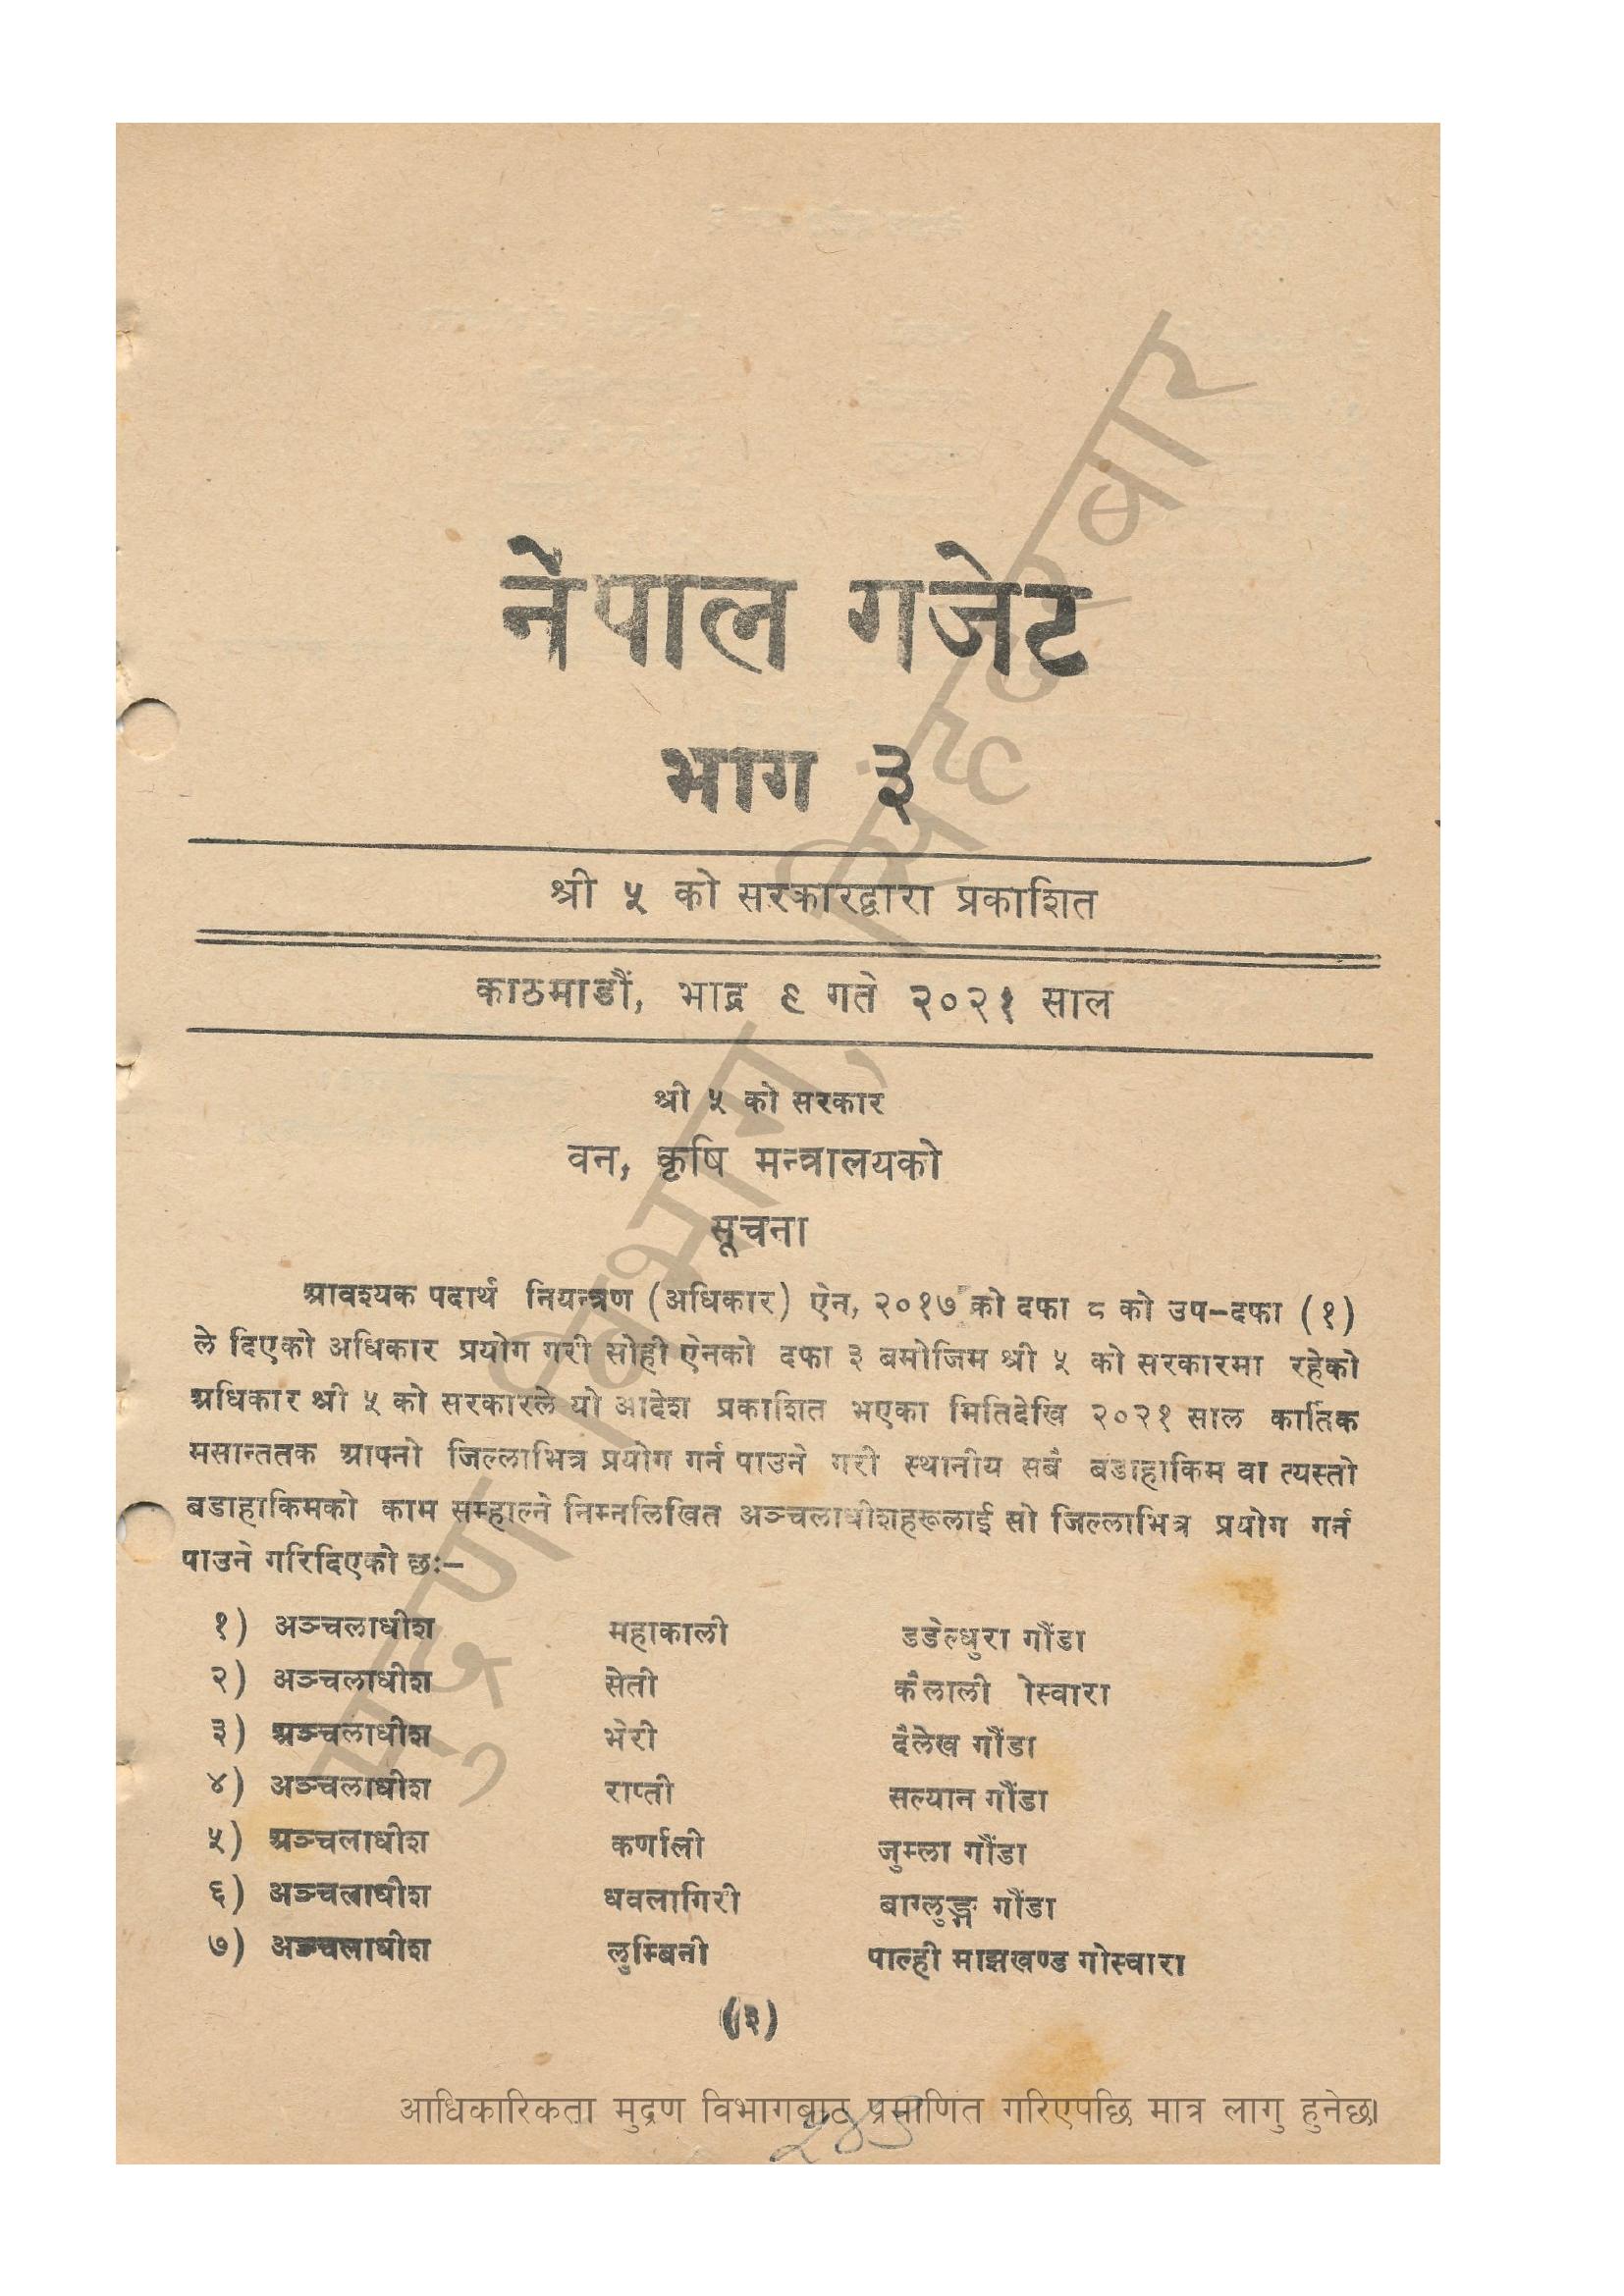 नेपाल गजेट
भाग ३
श्री ५ को सरकारद्वारा प्रकाशित
काठमाडौं, भाद्र ९ गते २०२१ साल
श्री ५ को सरकार
वन, कृषि मन्त्रालयको
सूचना
आवश्यक पदार्थ नियन्त्रण (अधिकार) ऐन, २०१७ को दफा ८ को उप-दफा (१)
ले दिएको अधिकार प्रयोग गरी सोही ऐनको दफा ३ बमोजिम श्री ५ को सरकारमा रहेको
अधिकार श्री ५ को सरकारले यो आदेश प्रकाशित भएका मितिदेखि २०२१ साल कार्तिक
मसान्ततक आफ्नो जिल्लाभित्र प्रयोग गर्न पाउने गरी स्थानीय सबै बडाहाकिम वा त्यस्तो
बडाहाकिमको काम सम्हाल्ने निम्नलिखित अञ्चलाधीशहरूलाई सो जिल्लाभित्र प्रयोग गर्न
पाउने गरिदिएको छः-
१) अञ्चलाधीश महाकाली डडेल्धुरा गौंडा
२) अञ्चलाधीश सेती कैलाली ोस्वारा
३) अञ्चलाधीश भेरी दैलेख गौंडा
४) अञ्चलाधीश राप्ती सल्यान गौंडा
५) अञ्चलाधीश कर्णाली जुम्ला गौंडा
६) अञ्चलाधीश धवलागिरी बाग्लुङ्ग गौंडा
७) अञ्चलाधीश लुम्बिनी पाल्ही माझखण्ड गोस्वारा
(३)
आधिकारिकता मुद्रण विभागबाट प्रमाणित गरिएपछि मात्र लागु हुनेछ।
मुद्रण विभाग, सिंहदरबार